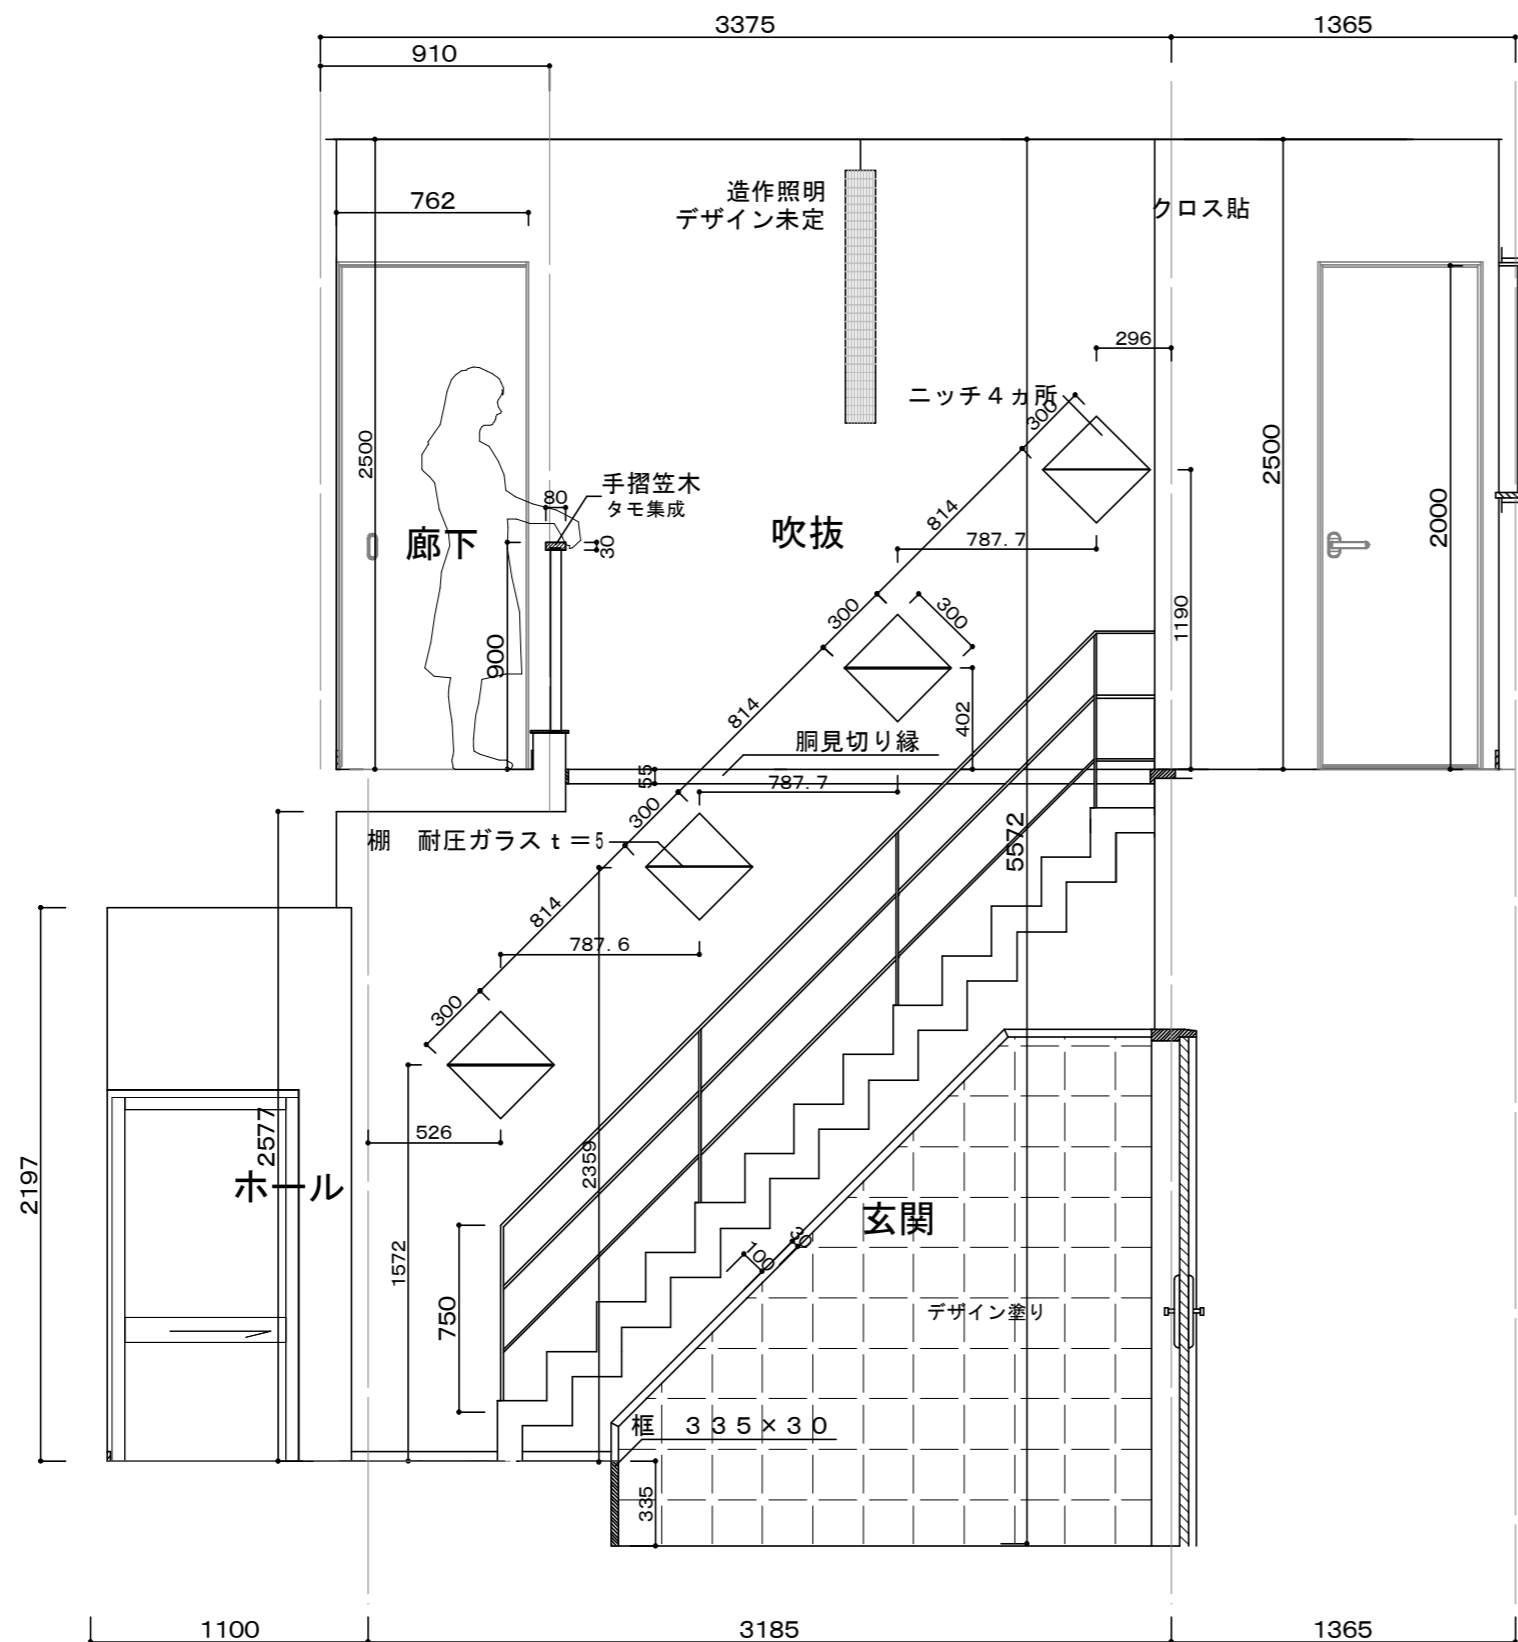 3375
1365
910
762
造作照明
デザイン未定
クロス貼
296
ニッチ４ヵ所
300
2500
2500
手摺笠木
80
タモ集成
814
2000
廊下
吹抜
30
787.7
1190
300
300
900
402
814
胴見切り縁
55
787.7
300
棚　耐圧ガラスｔ＝5
5572
814
787.6
300
2577
526
2359
2197
ホール
玄関
1572
30
100
750
デザイン塗り
框　３３５×３０
335
1100
3185
1365